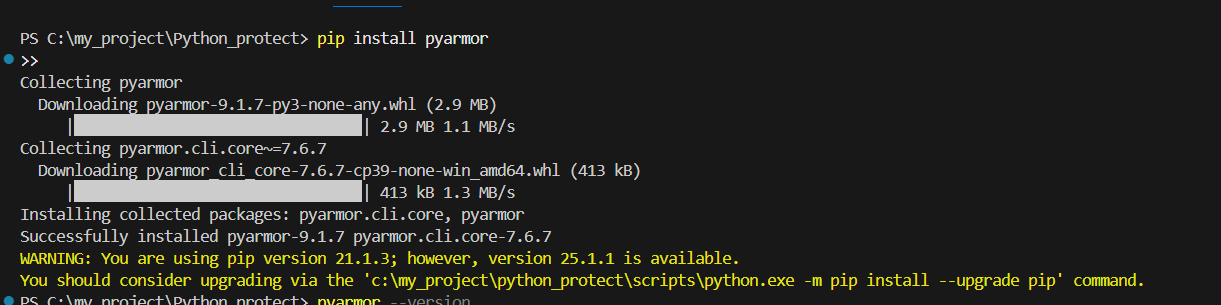 PS C:\my_project\Python_protect> pip install pyarmor
>>
Collecting pyarmor
  Downloading pyarmor-9.1.7-py3-none-any.whl (2.9 MB)
     |████████████████████████████████| 2.9 MB 1.1 MB/s
Collecting pyarmor.cli.core~=7.6.7
  Downloading pyarmor_cli_core-7.6.7-cp39-none-win_amd64.whl (413 kB)
     |████████████████████████████████| 413 kB 1.3 MB/s
Installing collected packages: pyarmor.cli.core, pyarmor
Successfully installed pyarmor-9.1.7 pyarmor.cli.core-7.6.7
WARNING: You are using pip version 21.1.3; however, version 25.1.1 is available.
You should consider upgrading via the 'c:\my_project\python_protect\scripts\python.exe -m pip install --upgrade pip' command.
PS C:\my_project\Python_protect> pyarmor --version